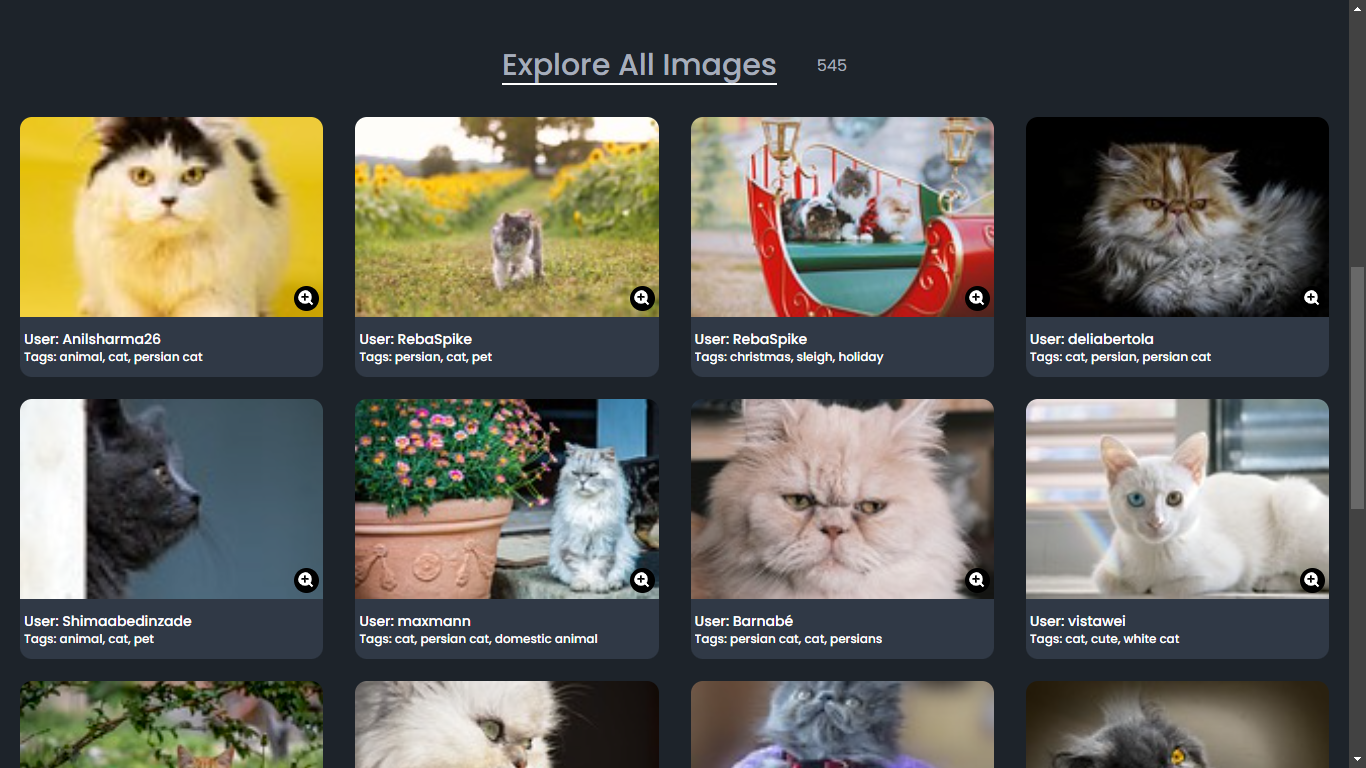 Explore All Images 545
User: Anilsharma26
Tags: animal, cat, persian cat
User: RebaSpike
Tags: persian, cat, pet
User: RebaSpike
Tags: christmas, sleigh, holiday
User: deliabertola
Tags: cat, persian, persian cat
User: Shimaabedinzade
Tags: animal, cat, pet
User: maxmann
Tags: cat, persian cat, domestic animal
User: Barnabé
Tags: persian cat, cat, persians
User: vistawei
Tags: cat, cute, white cat